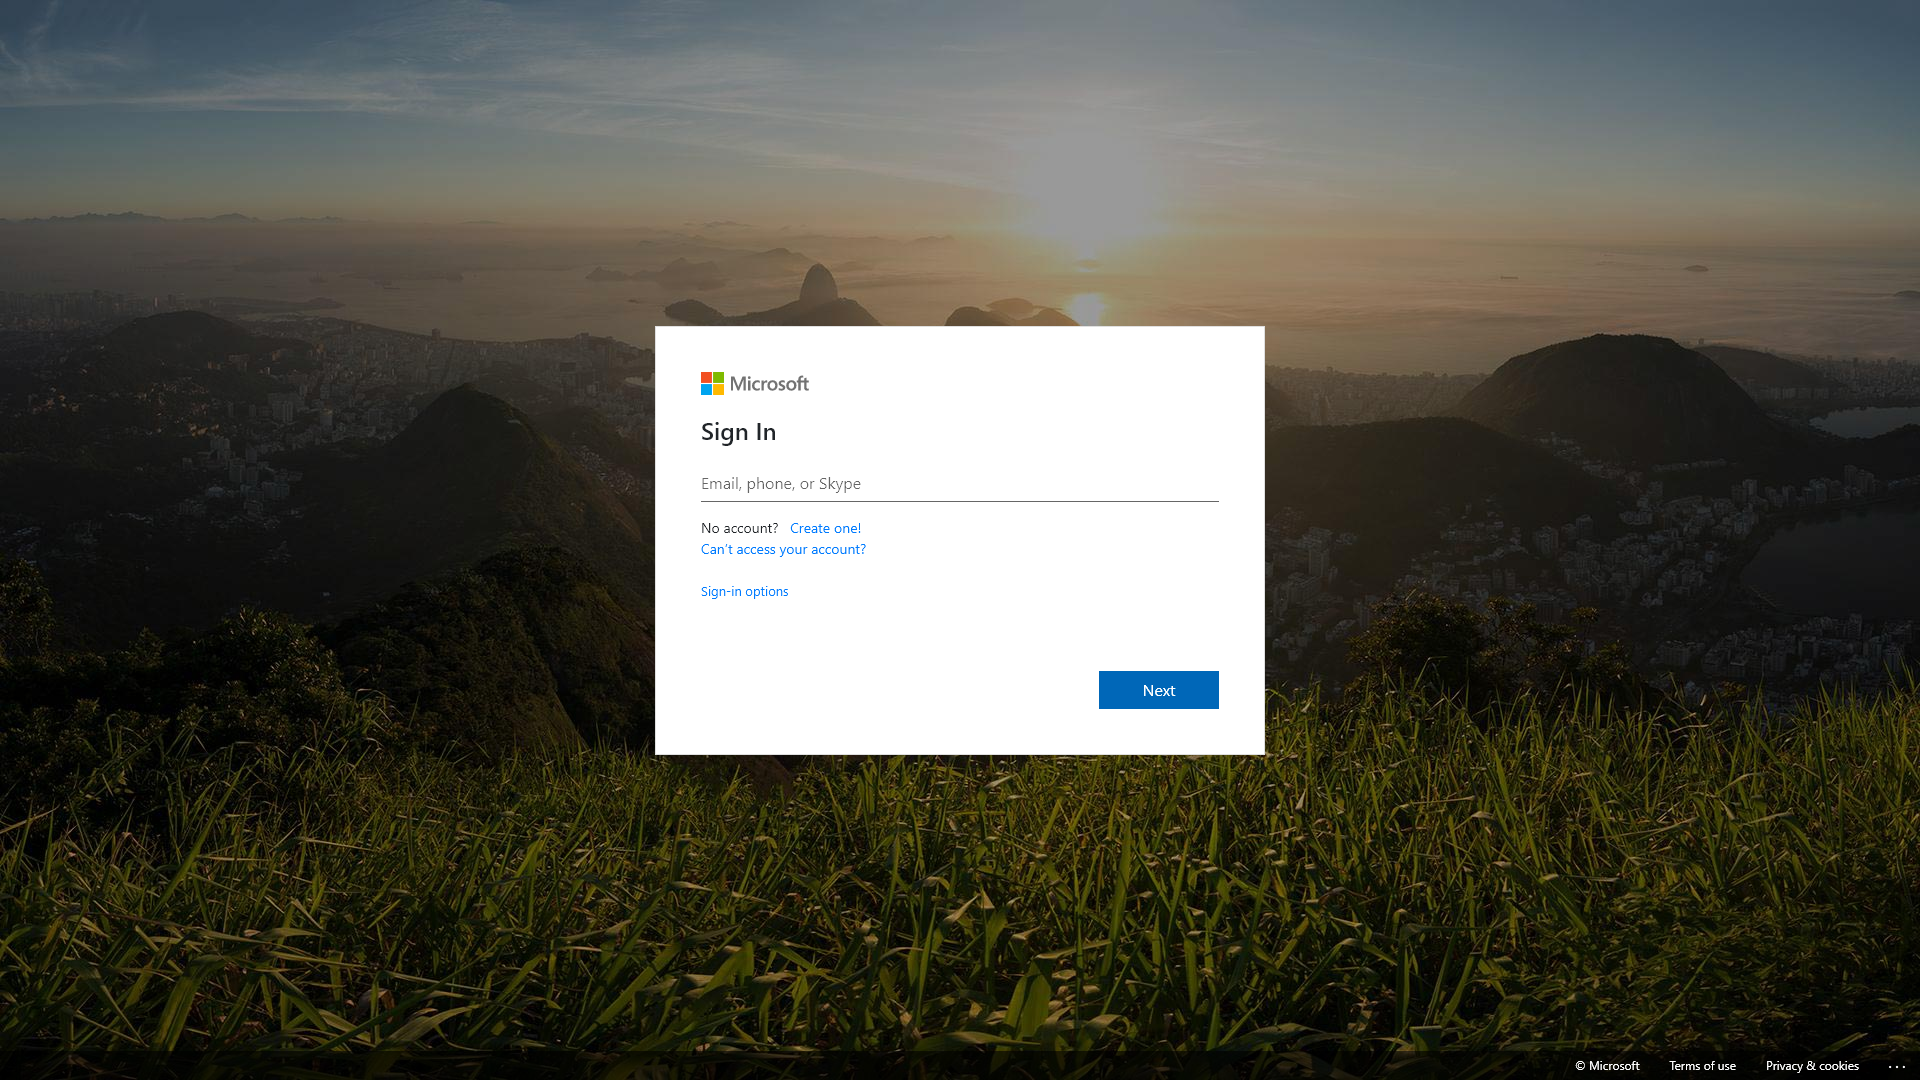 Microsoft
Sign In
Email, phone, or Skype
No account? Create one!
Can't access your account?
Sign-in options
Next
© Microsoft Terms of use Privacy & cookies ...